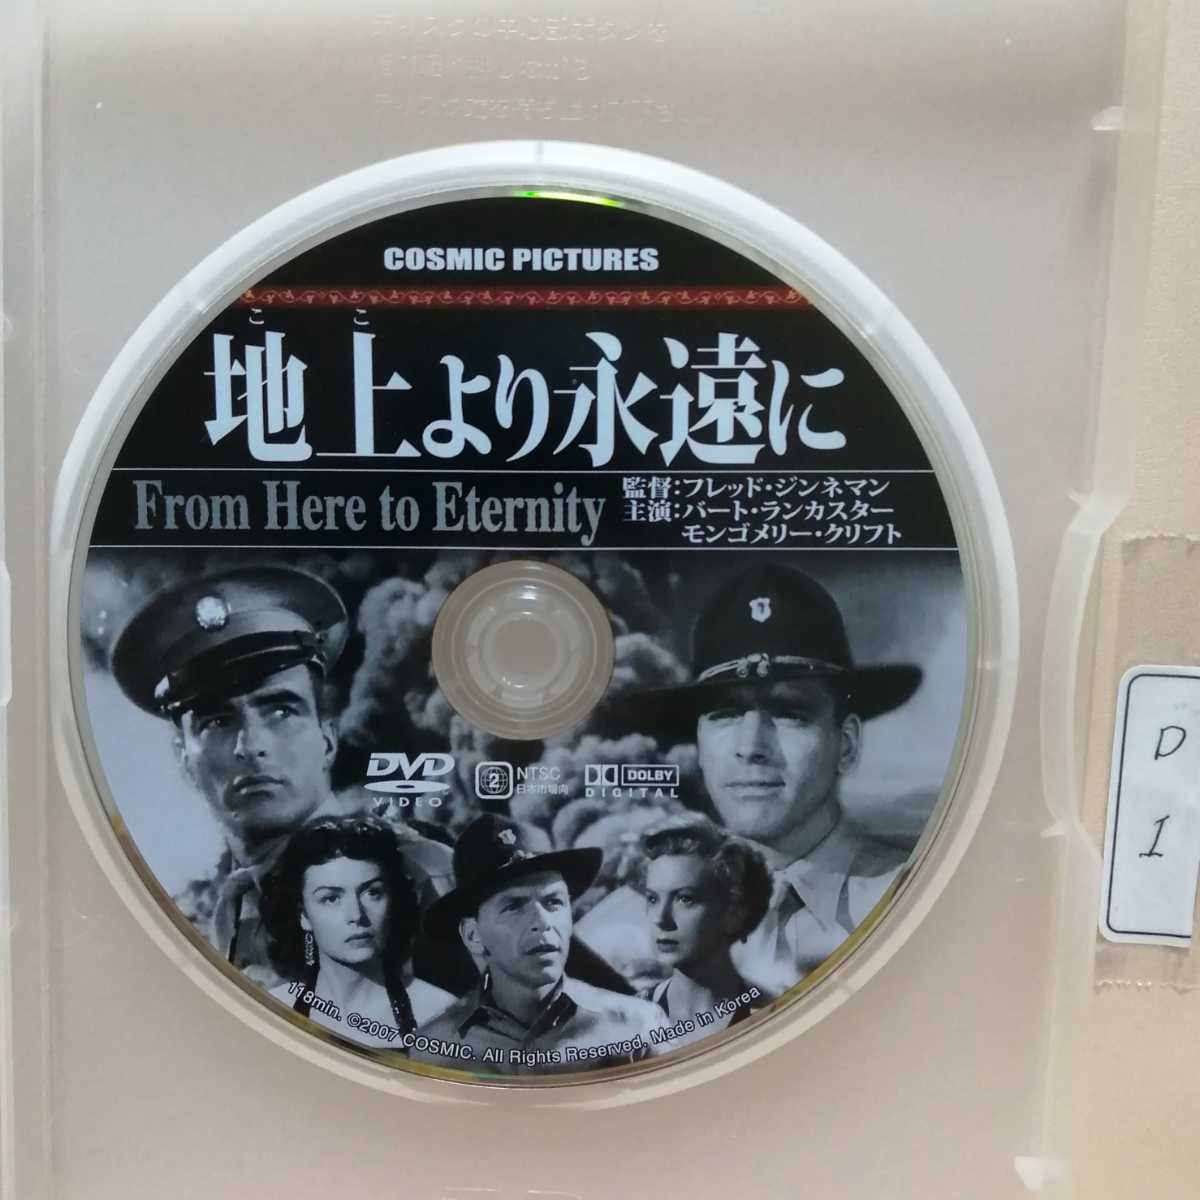 COSMIC PICTURES
こ こ
地上より永遠に
From Here to Eternity
監督:フレッド・ジンネマン
主演:バート・ランカスター
モンゴメリー・クリフト
DVD
VIDEO
2
NTSC
日本市場向
DOLBY
DIGITAL
118min. ©2007 COSMIC. All Rights Reserved. Made in Korea
D
I